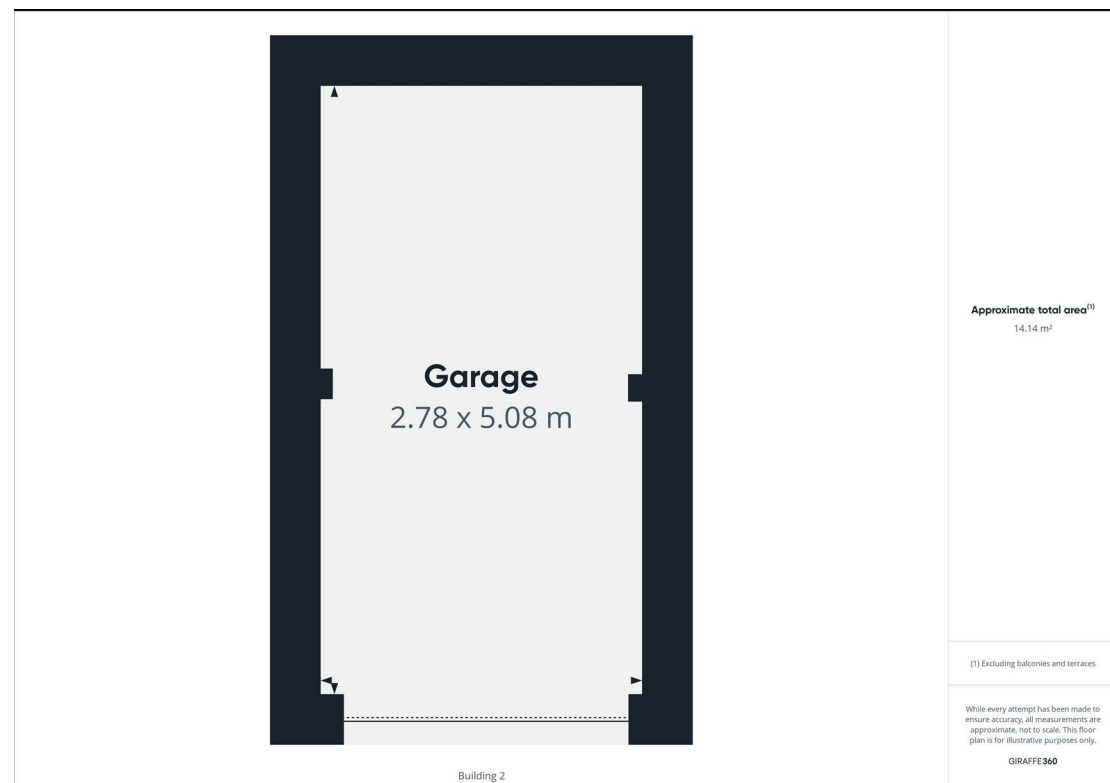 Garage
2.78 x 5.08 m
Building 2
Approximate total area(1)
14.14 m²
(1) Excluding balconies and terraces
While every attempt has been made to
ensure accuracy, all measurements are
approximate, not to scale. This floor
plan is for illustrative purposes only.
GIRAFFE360